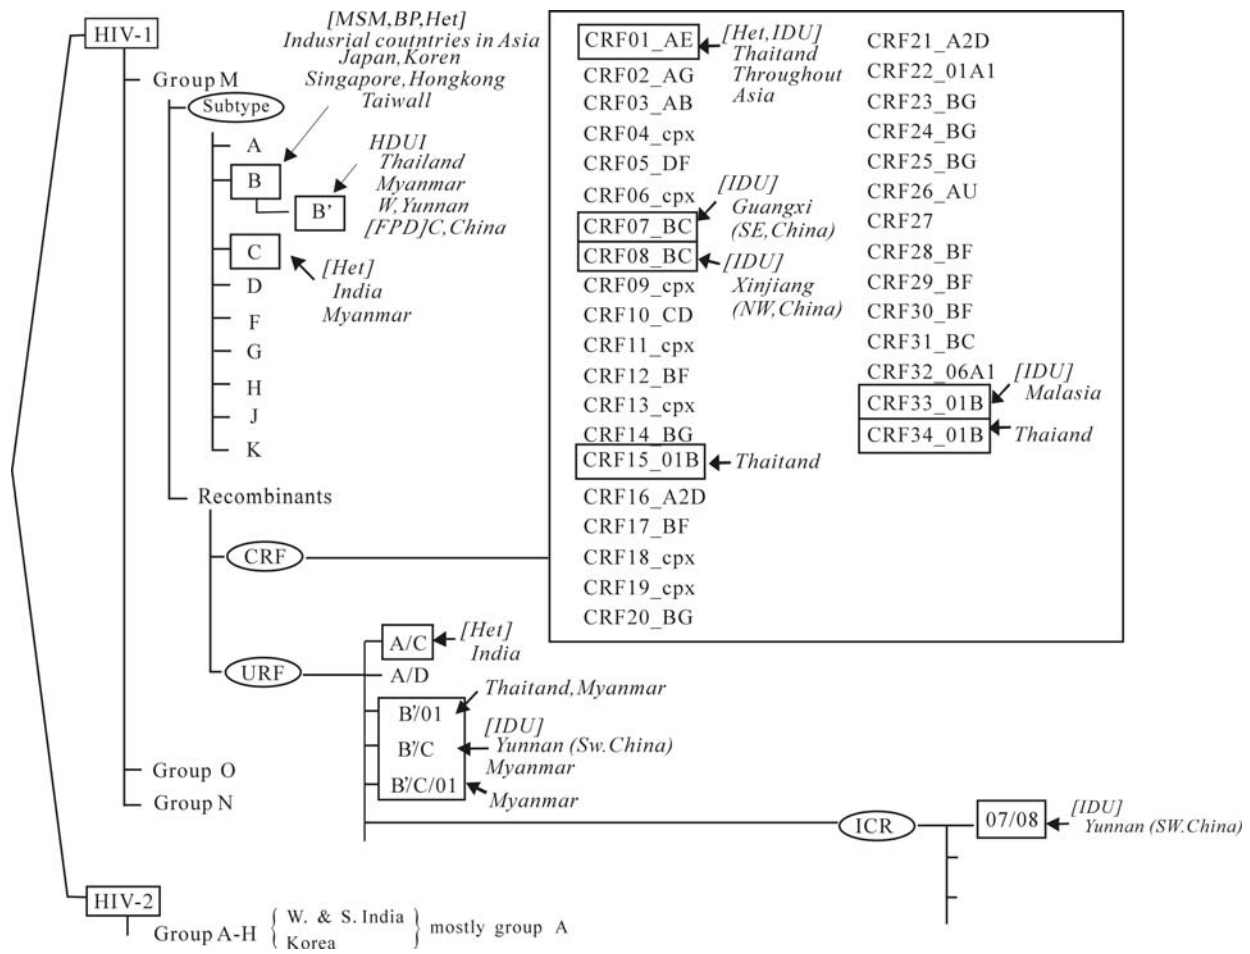 HIV-1
Group M
Subtype
[MSM,BP,Het]
Indusrial coutntries in Asia
Japan,Koren
Singapore,Hongkong
Taiwall
A
B
B'
HDUI
Thailand
Myanmar
W,Yunnan
[FPD]C,China
C
[Het]
India
Myanmar
D
F
G
H
J
K
Recombinants
CRF
CRF01_AE
[Het,IDU]
Thaitand
Throughout
Asia
CRF02_AG
CRF03_AB
CRF04_cpx
CRF05_DF
CRF06_cpx
CRF07_BC
[IDU]
Guangxi
(SE,China)
CRF08_BC
[IDU]
Xinjiang
(NW,China)
CRF09_cpx
CRF10_CD
CRF11_cpx
CRF12_BF
CRF13_cpx
CRF14_BG
CRF15_01B
Thaitand
CRF16_A2D
CRF17_BF
CRF18_cpx
CRF19_cpx
CRF20_BG
CRF21_A2D
CRF22_01A1
CRF23_BG
CRF24_BG
CRF25_BG
CRF26_AU
CRF27
CRF28_BF
CRF29_BF
CRF30_BF
CRF31_BC
CRF32_06A1
CRF33_01B
[IDU]
Malasia
CRF34_01B
Thaiand
URF
A/C
[Het]
India
A/D
B'/01
Thaitand,Myanmar
B'/C
[IDU]
Yunnan (Sw.China)
Myanmar
B'/C/01
Myanmar
ICR
07/08
[IDU]
Yunnan (SW.China)
Group O
Group N
HIV-2
Group A-H
W. & S. India
Korea
mostly group A